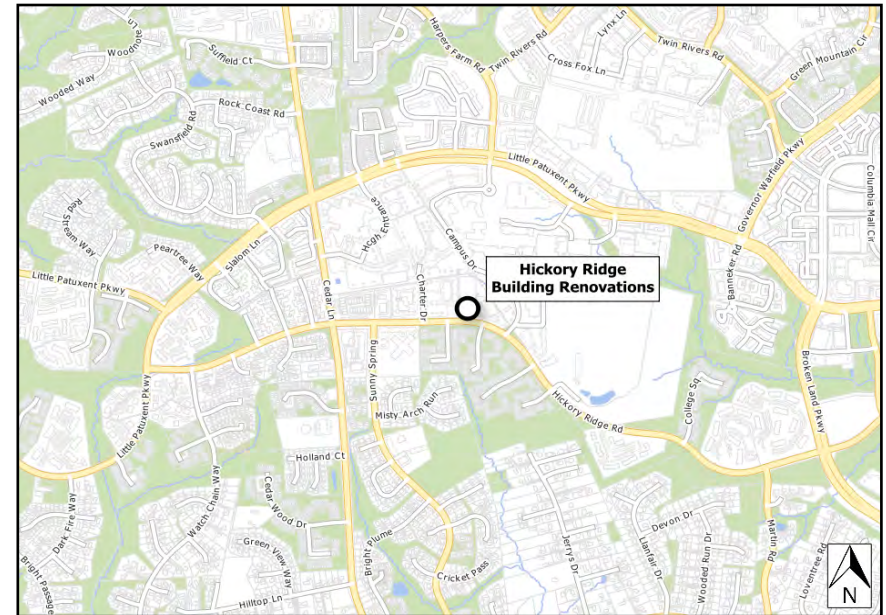 Woodnote Ln
Wooded Way
Suffield Ct
Rock Coast Rd
Swansfield Rd
Harpers Farm Rd
Twin Rivers Rd
Cross Fox Ln
Lynx Ln
Twin Rivers Rd
Green Mountain Cir
Little Patuxent Pkwy
Governor Warfield Pkwy
Columbia Mall Cir
Red Stream Way
Peartree Way
Slalom Ln
Hcgh Entrance
Campus Dr
Banneker Rd
Little Patuxent Pkwy
Cedar Ln
Charter Dr
Hickory Ridge
Building Renovations
Sunny Spring
Misty Arch Run
Hickory Ridge Rd
College Sq
Broken Land Pkwy
Little Patuxent Pkwy
Holland Ct
Watch Chain Way
Cedar Wood Dr
Dark Fire Way
Bright Passage
Green View Way
Hilltop Ln
Bright Plume
Cricket Pass
Jerrys Dr
Llanfair Dr
Devon Dr
Wooded Run Dr
Martin Rd
Loventree Rd
N